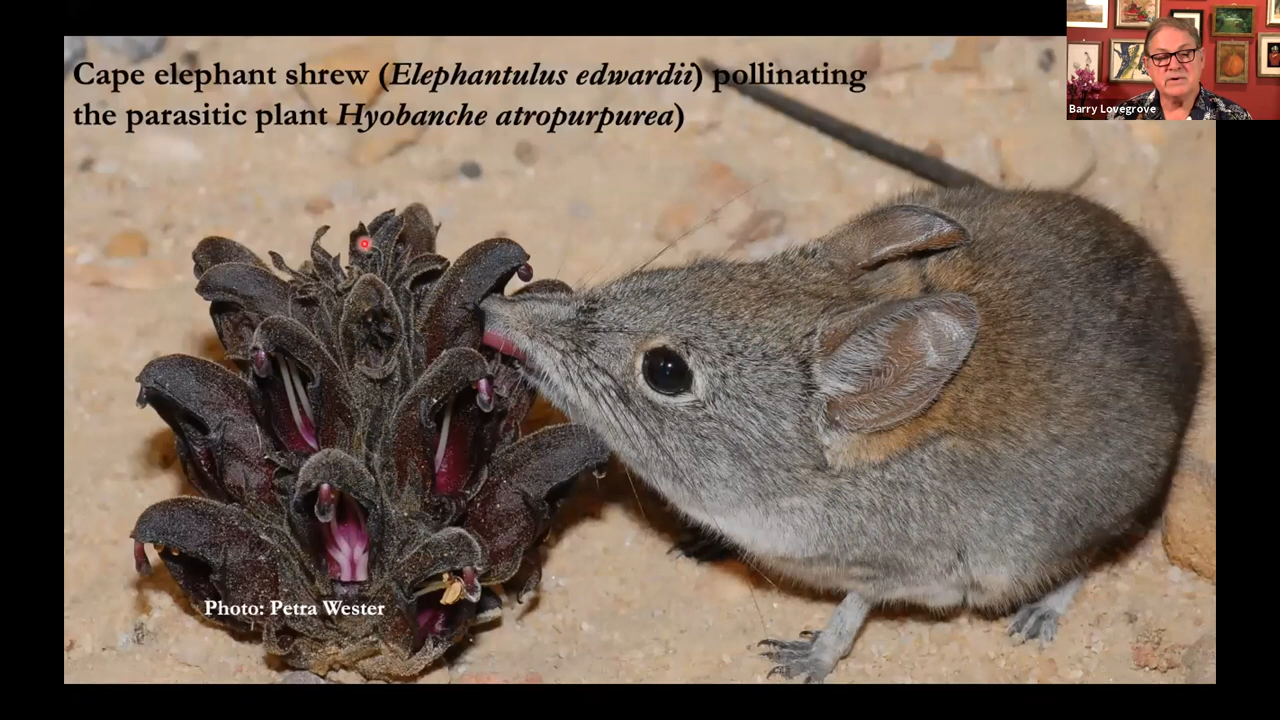 Cape elephant shrew (Elephantulus edwardii) pollinating
the parasitic plant Hyobanche atropurpurea)
Barry Lovegrove
Photo: Petra Wester